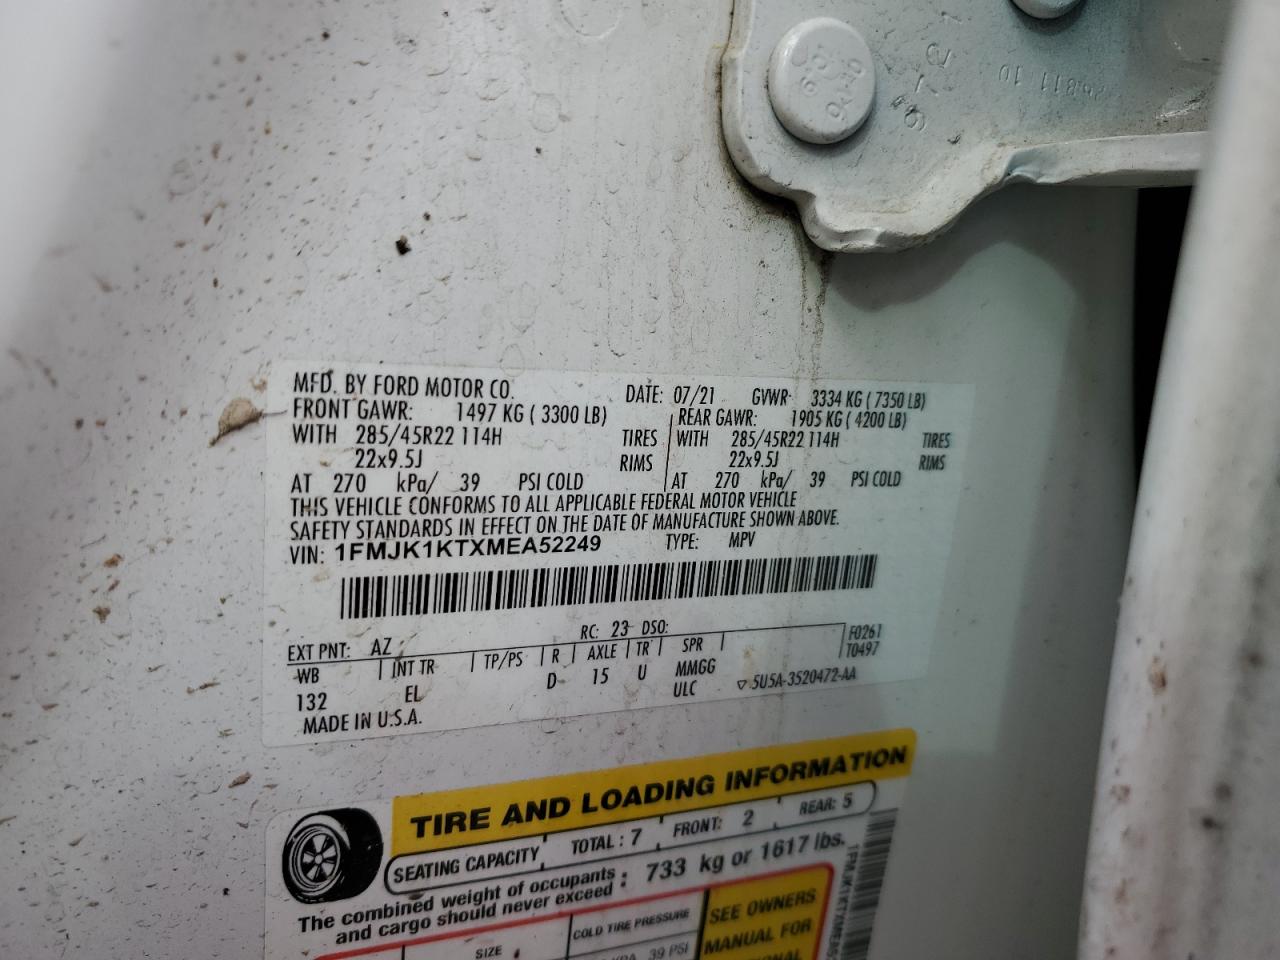 MFD. BY FORD MOTOR CO. DATE: 07/21 GVWR: 3334 KG ( 7350 LB)
FRONT GAWR: 1497 KG ( 3300 LB) REAR GAWR: 1905 KG ( 4200 LB)
WITH 285/45R22 114H TIRES WITH 285/45R22 114H TIRES
22x9.5J RIMS 22x9.5J RIMS
AT 270 kPa/ 39 PSI COLD AT 270 kPa/ 39 PSI COLD
THIS VEHICLE CONFORMS TO ALL APPLICABLE FEDERAL MOTOR VEHICLE
SAFETY STANDARDS IN EFFECT ON THE DATE OF MANUFACTURE SHOWN ABOVE.
VIN: 1FMJK1KTXMEA52249 TYPE: MPV
EXT PNT: AZ RC: 23 DSO: F0261
WB INT TR TP/PS R AXLE TR SPR T0497
132 EL D 15 U MMGG
ULC ▽ 5U5A-3520472-AA
MADE IN U.S.A.
TIRE AND LOADING INFORMATION
SEATING CAPACITY TOTAL : 7 FRONT: 2 REAR: 5
The combined weight of occupants
and cargo should never exceed : 733 kg or 1617 lbs.
SIZE COLD TIRE PRESSURE SEE OWNERS
39 PSI MANUAL FOR